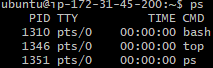 ubuntu@ip-172-31-45-200:~$ ps
PID TTY TIME CMD
1310 pts/0 00:00:00 bash
1346 pts/0 00:00:00 top
1351 pts/0 00:00:00 ps